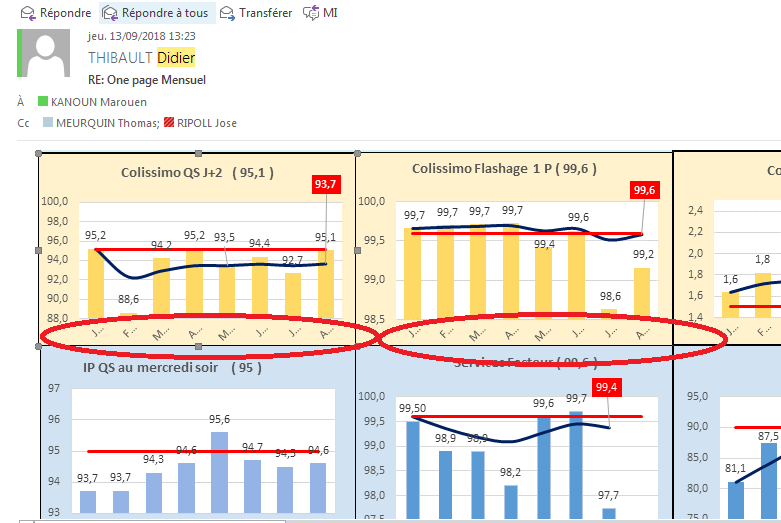 Répondre Répondre à tous Transférer MI
jeu. 13/09/2018 13:23
THIBAULT Didier
RE: One page Mensuel
À KANOUN Marouen
Cc MEURQUIN Thomas; RIPOLL Jose
Colissimo QS J+2 ( 95,1 )
93,7
100,0
98,0
96,0
94,0
92,0
90,0
88,0
95,2
88,6
94,2
95,2
93,5
94,4
92,7
95,1
J...
F...
M...
A...
M...
J...
J...
A...
Colissimo Flashage 1 P ( 99,6 )
99,6
100,0
99,5
99,0
98,5
99,7
99,7
99,7
99,7
99,4
99,6
98,6
99,2
J...
F...
M...
A...
M...
J...
J...
A...
Co
2,4
2,2
2,0
1,8
1,6
1,4
1,6
1,8
J...
F...
IP QS au mercredi soir ( 95 )
97
96
95
94
93
93,7
93,7
94,3
94,6
95,6
94,7
94,5
94,6
Services Facteur ( 99,6 )
99,4
100,0
99,5
99,0
98,5
98,0
97,5
99,50
98,9
98,9
98,2
99,6
99,7
97,7
95,0
90,0
85,0
80,0
75,0
81,1
87,5